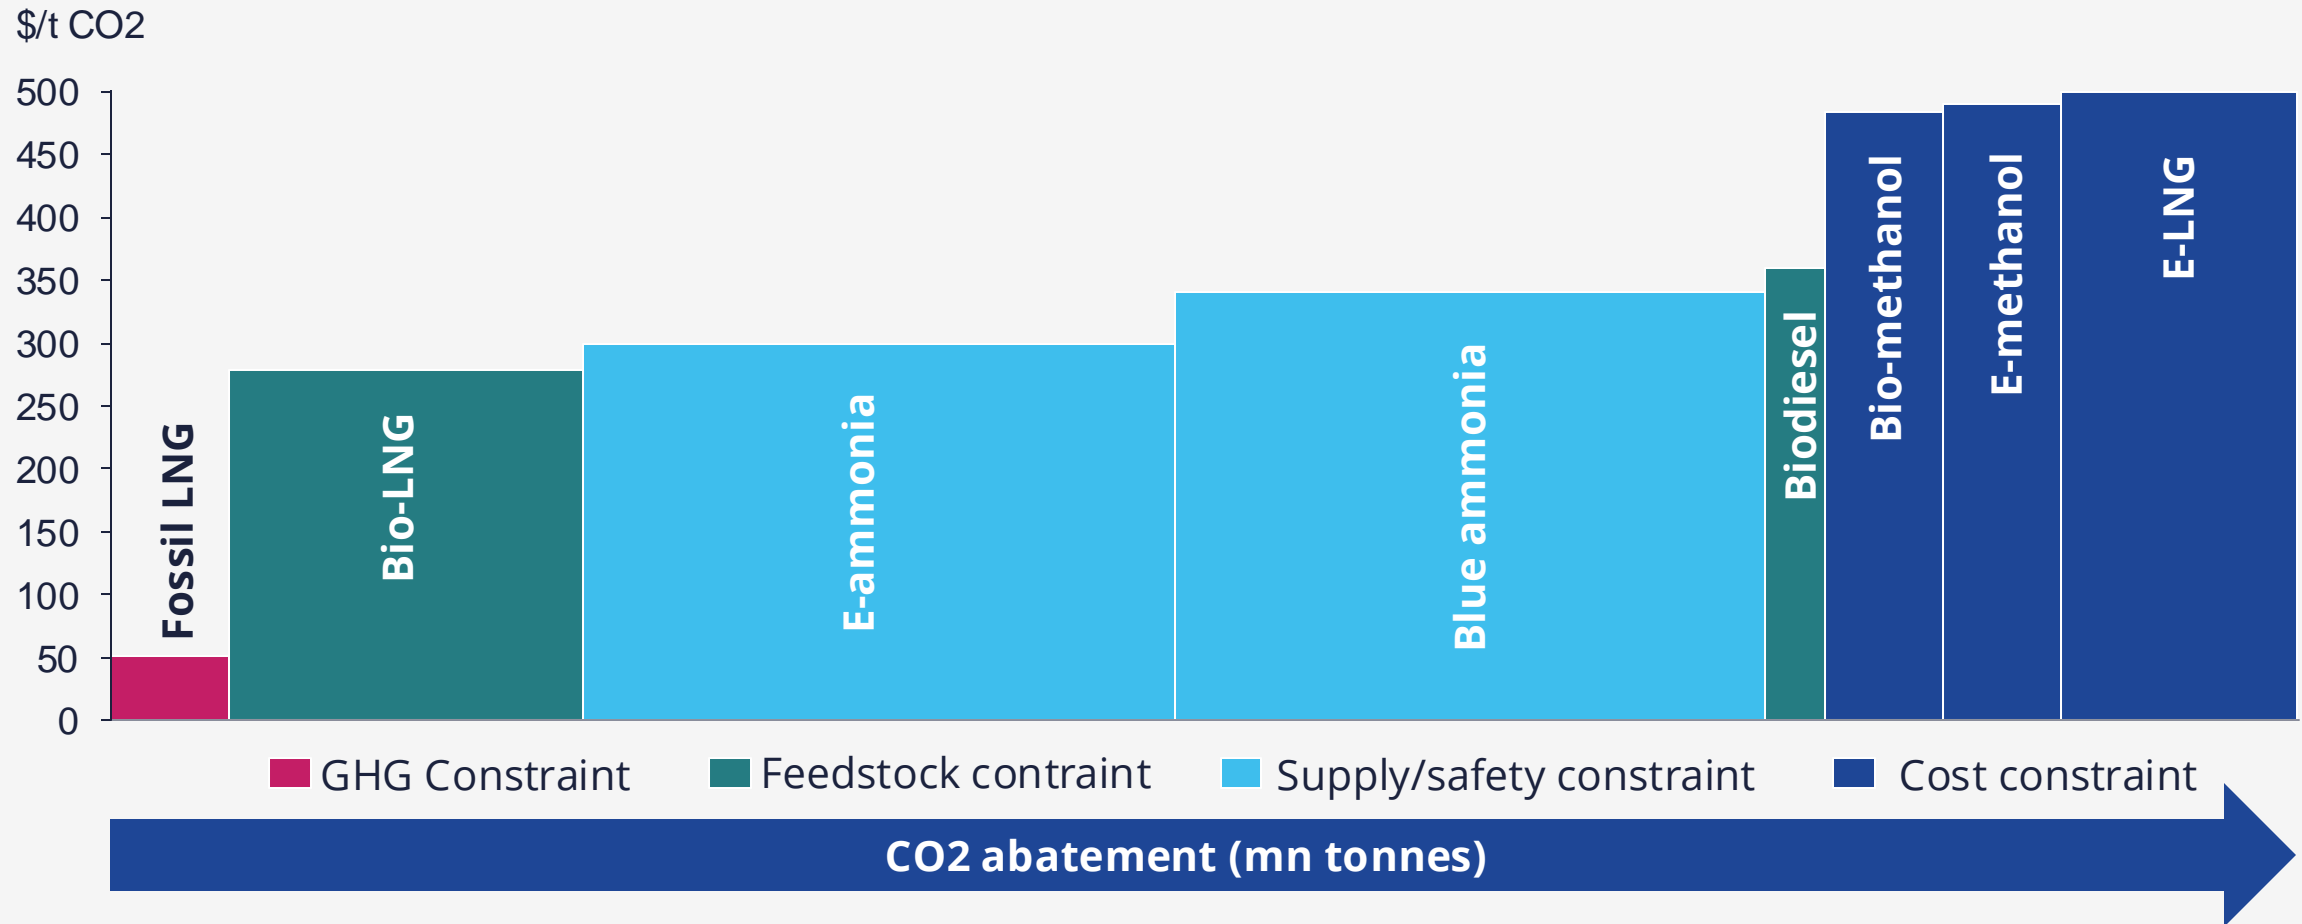 $/t CO2
500
450
400
350
300
250
200
150
100
50
0
Fossil LNG
Bio-LNG
E-ammonia
Blue ammonia
Biodiesel
Bio-methanol
E-methanol
E-LNG
GHG Constraint
Feedstock contraint
Supply/safety constraint
Cost constraint
CO2 abatement (mn tonnes)